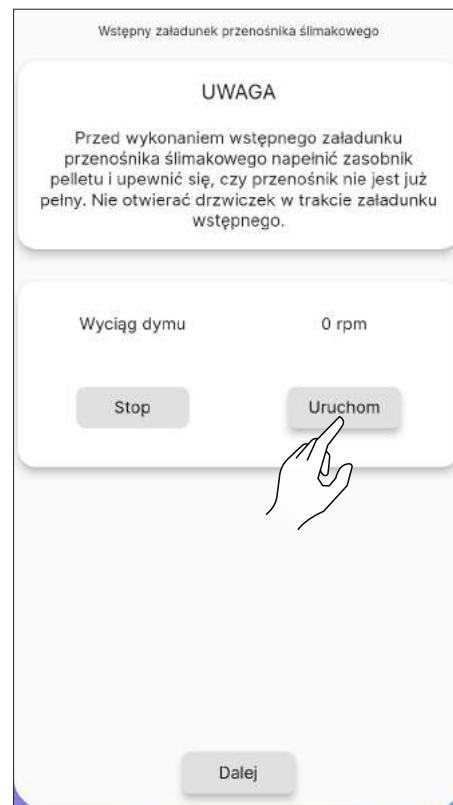 Wstępny załadunek przenośnika ślimakowego
UWAGA
Przed wykonaniem wstępnego załadunku
przenośnika ślimakowego napełnić zasobnik
pelletu i upewnić się, czy przenośnik nie jest już
pełny. Nie otwierać drzwiczek w trakcie załadunku
wstępnego.
Wyciąg dymu 0 rpm
Stop Uruchom
Dalej